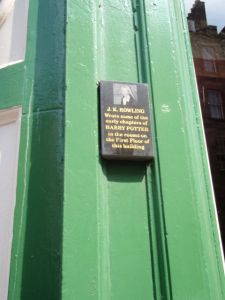 J. K. ROWLING
Wrote some of the
early chapters of
HARRY POTTER
in the rooms on
the First Floor of
this building